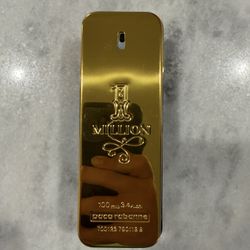 1
MILLION
100 mL 3.4 FL.OZ.
paco rabanne